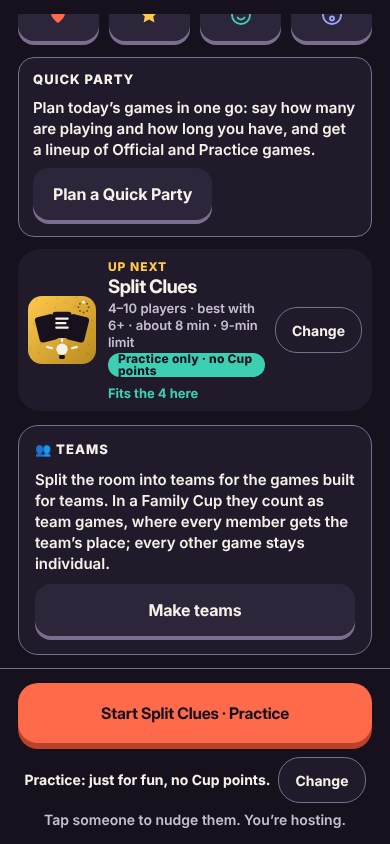 QUICK PARTY
Plan today’s games in one go: say how many
are playing and how long you have, and get
a lineup of Official and Practice games.
Plan a Quick Party
UP NEXT
Split Clues
4–10 players · best with
6+ · about 8 min · 9-min
limit
Practice only · no Cup
points
Fits the 4 here
Change
👥 TEAMS
Split the room into teams for the games built
for teams. In a Family Cup they count as
team games, where every member gets the
team’s place; every other game stays
individual.
Make teams
Start Split Clues · Practice
Practice: just for fun, no Cup points.
Change
Tap someone to nudge them. You’re hosting.